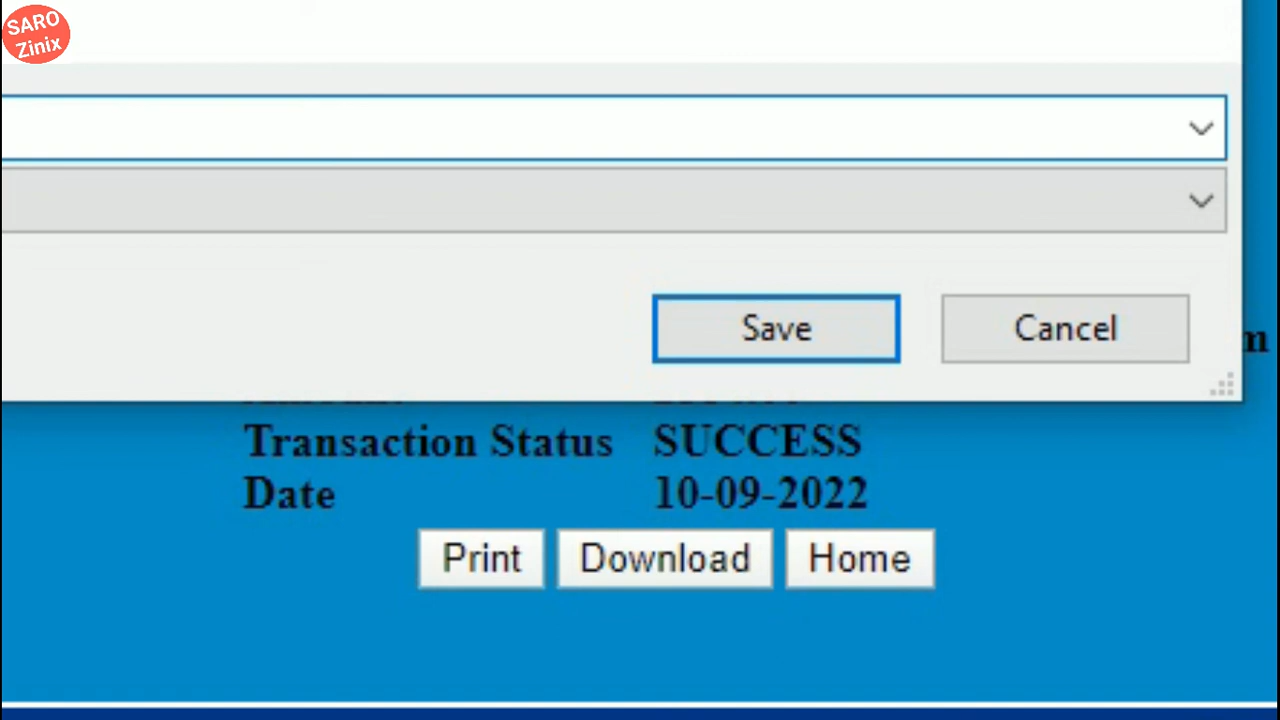 SARO
Zinix
Save
Cancel
m
Transaction Status SUCCESS
Date 10-09-2022
Print
Download
Home